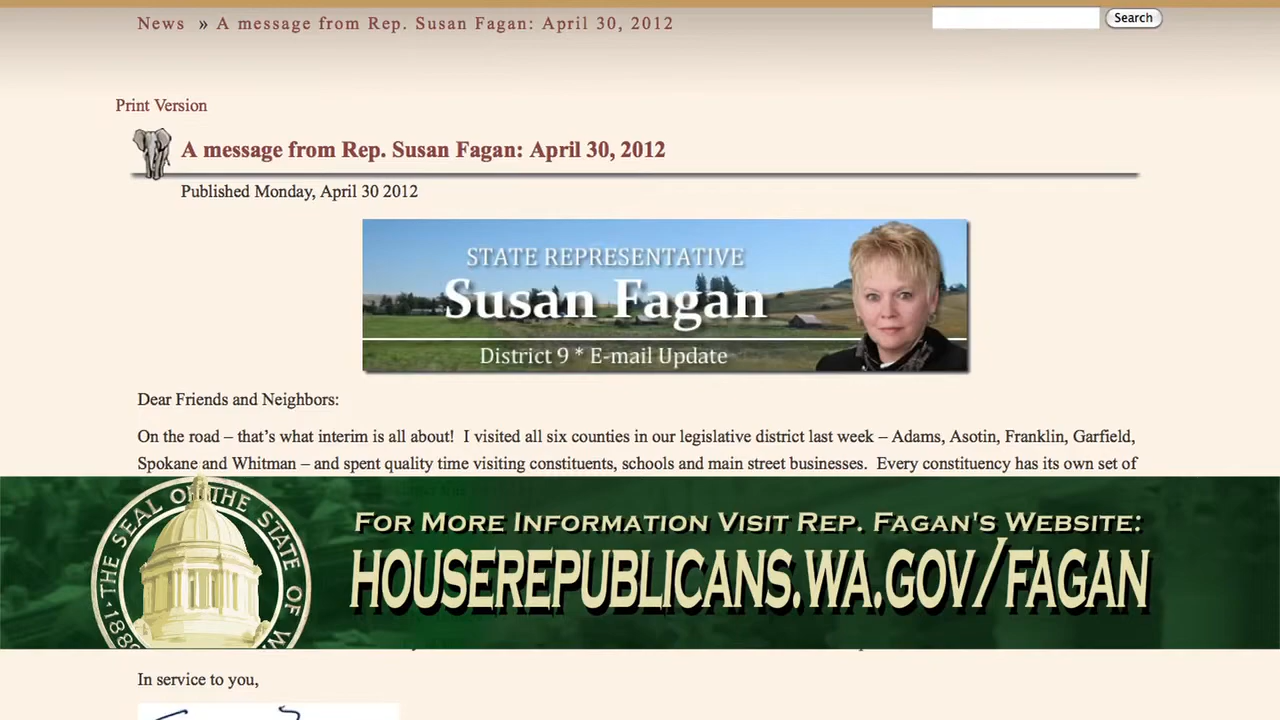 News » A message from Rep. Susan Fagan: April 30, 2012
Search
Print Version
A message from Rep. Susan Fagan: April 30, 2012
Published Monday, April 30 2012
STATE REPRESENTATIVE
Susan Fagan
District 9 * E-mail Update
Dear Friends and Neighbors:
On the road – that’s what interim is all about!  I visited all six counties in our legislative district last week – Adams, Asotin, Franklin, Garfield,
Spokane and Whitman – and spent quality time visiting constituents, schools and main street businesses.  Every constituency has its own set of
THE SEAL OF THE STATE OF W
1889
FOR MORE INFORMATION VISIT REP. FAGAN'S WEBSITE:
HOUSEREPUBLICANS.WA.GOV/FAGAN
In service to you,